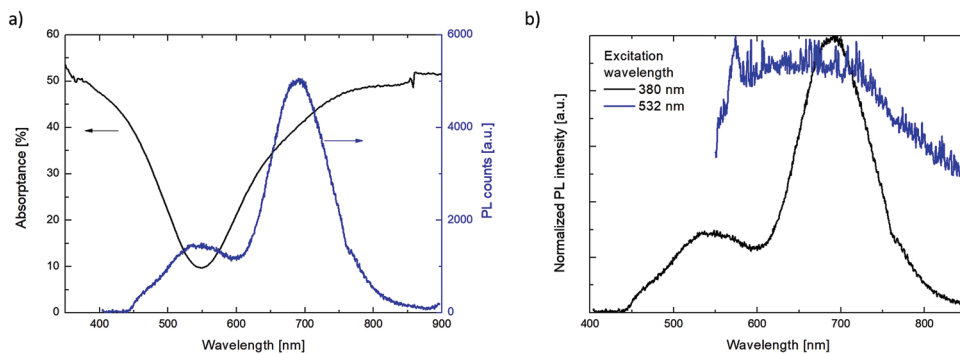 a)
60
50
40
30
20
10
0
Absorptance [%]
400 500 600 700 800 900
Wavelength [nm]
6000
4000
2000
0
PL counts [a.u.]
b)
Excitation
wavelength
380 nm
532 nm
Normalized PL intensity [a.u.]
400 500 600 700 800
Wavelength [nm]